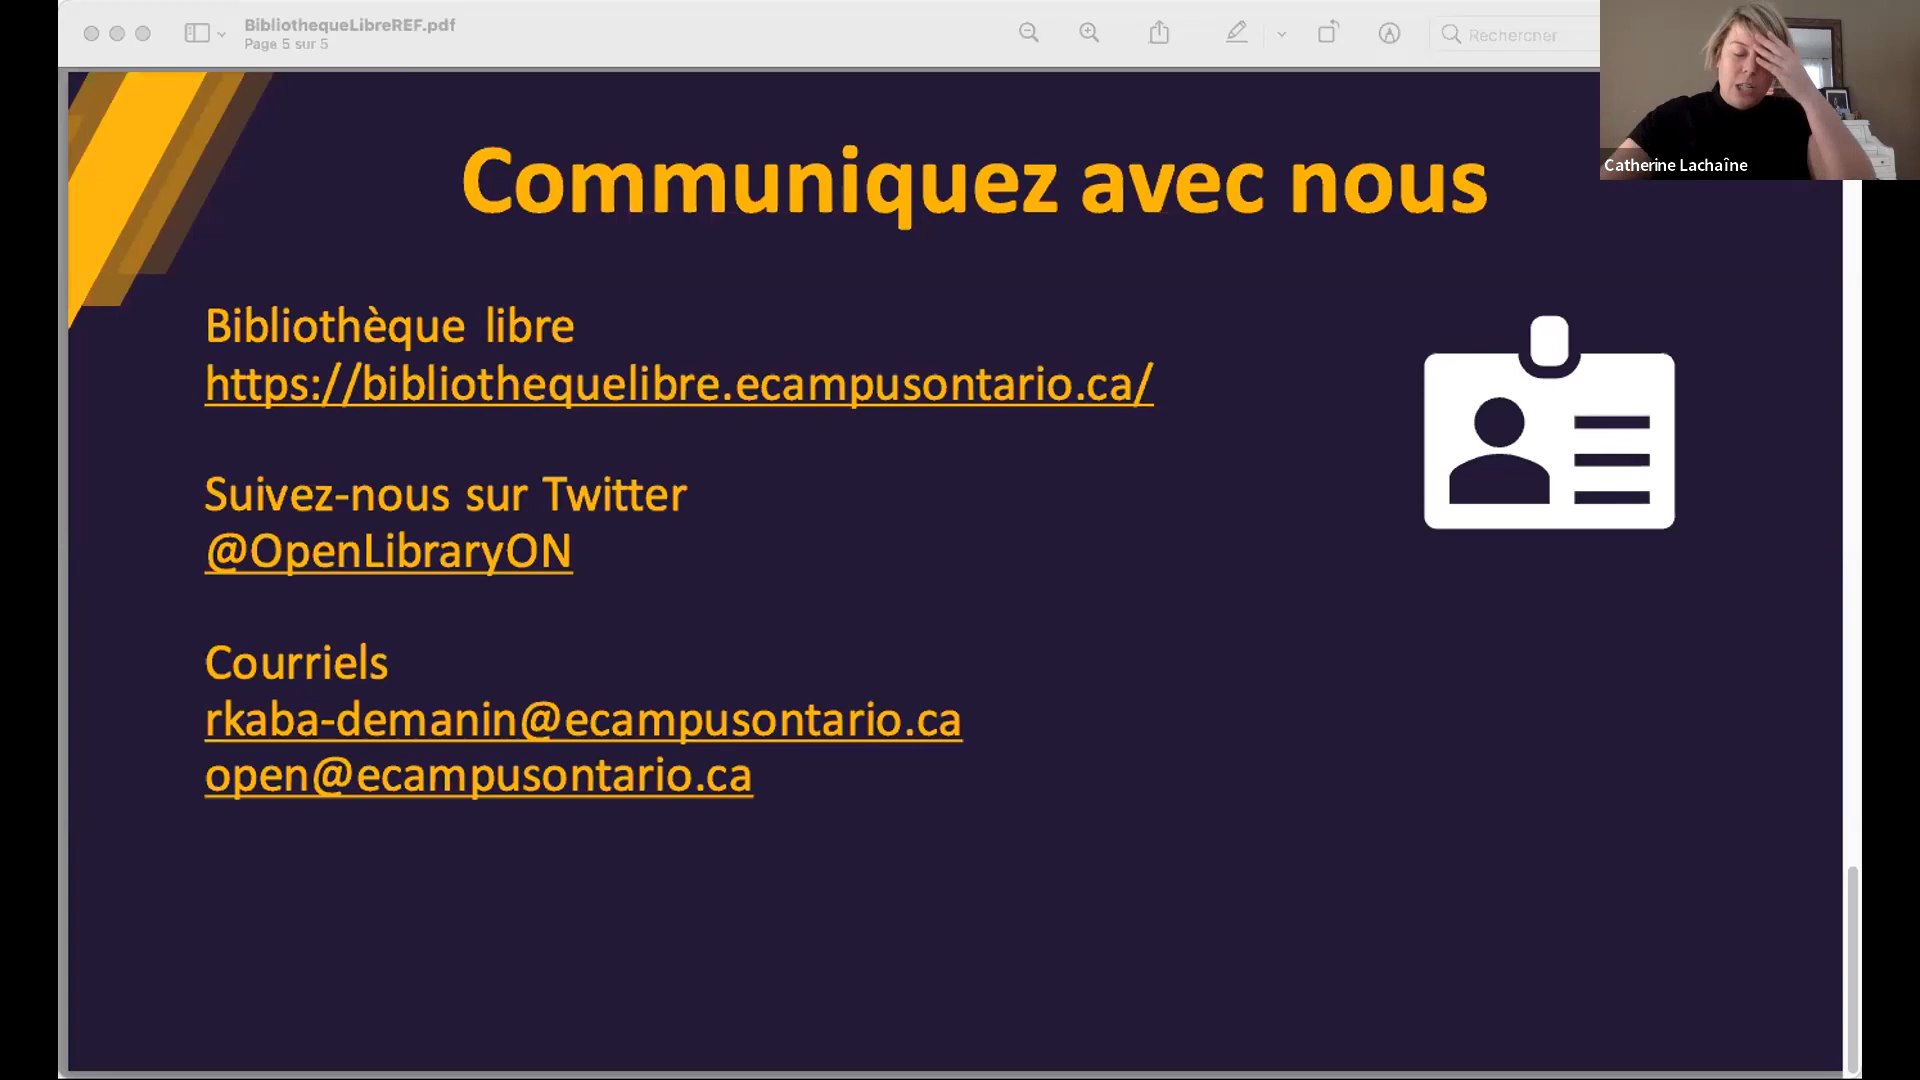 BibliothequeLibreREF.pdf
Page 5 sur 5
Rechercher
Catherine Lachaîne
Communiquez avec nous
Bibliothèque libre
https://bibliothequelibre.ecampusontario.ca/
Suivez-nous sur Twitter
@OpenLibraryON
Courriels
rkaba-demanin@ecampusontario.ca
open@ecampusontario.ca